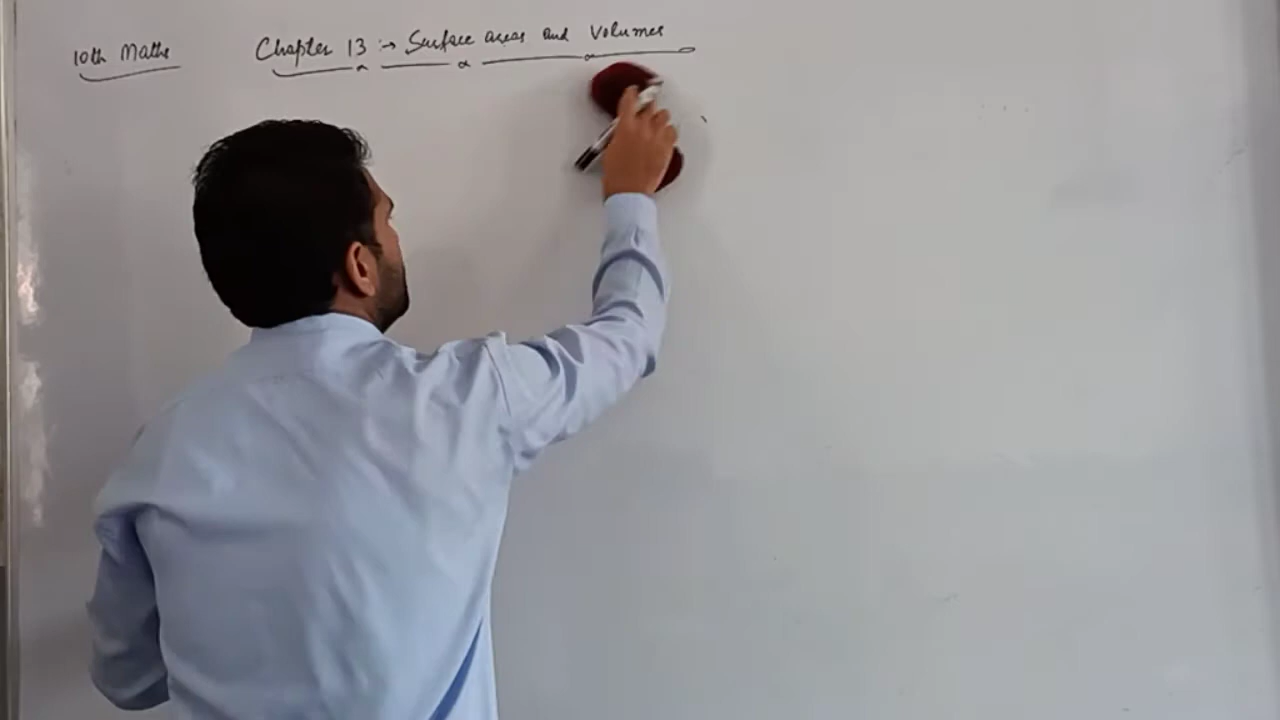 10th Maths Chapter 13 :→ Surface areas and Volumes